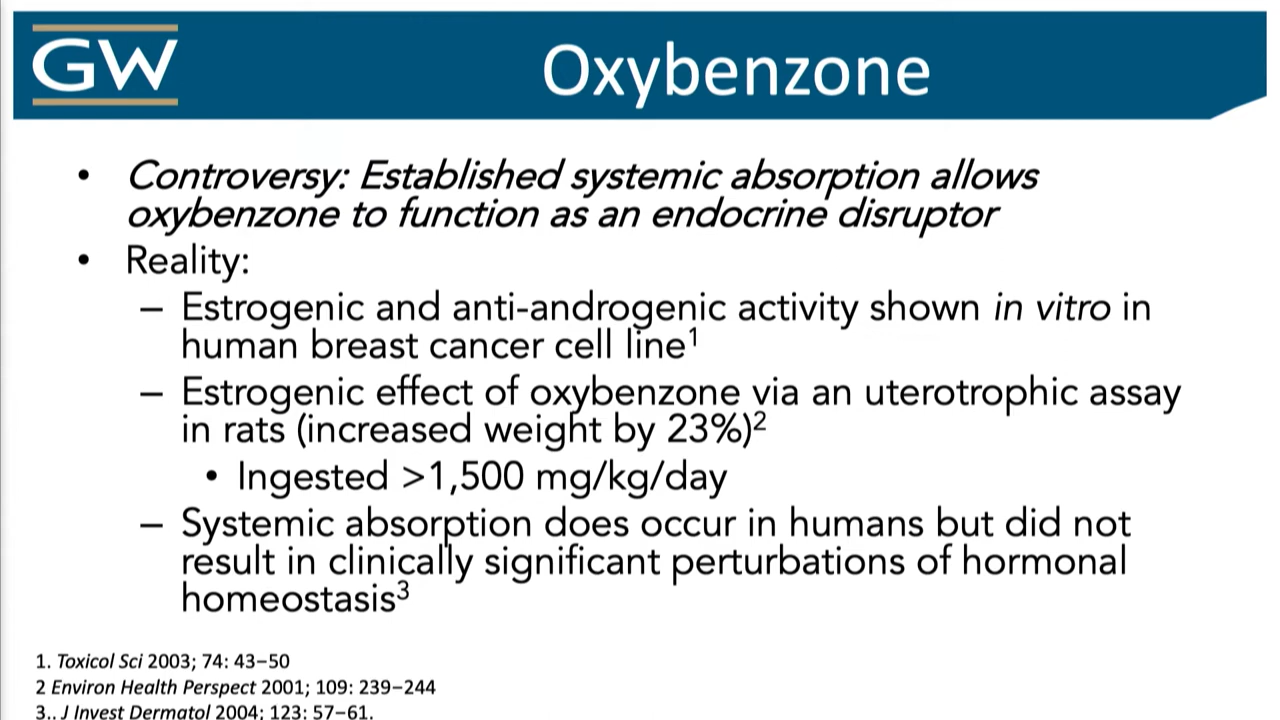 GW
Oxybenzone
• Controversy: Established systemic absorption allows
oxybenzone to function as an endocrine disruptor
• Reality:
– Estrogenic and anti-androgenic activity shown in vitro in
human breast cancer cell line¹
– Estrogenic effect of oxybenzone via an uterotrophic assay
in rats (increased weight by 23%)²
• Ingested >1,500 mg/kg/day
– Systemic absorption does occur in humans but did not
result in clinically significant perturbations of hormonal
homeostasis³
1. Toxicol Sci 2003; 74: 43–50
2 Environ Health Perspect 2001; 109: 239–244
3.. J Invest Dermatol 2004; 123: 57–61.